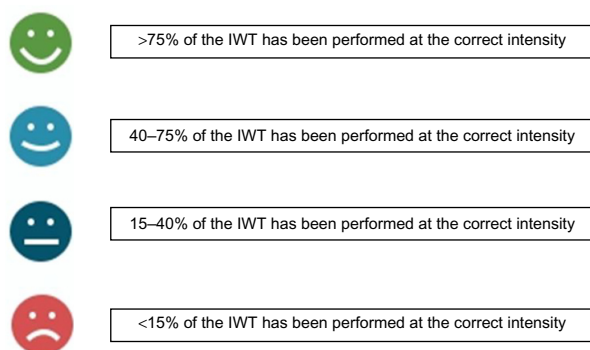 >75% of the IWT has been performed at the correct intensity
40–75% of the IWT has been performed at the correct intensity
15–40% of the IWT has been performed at the correct intensity
<15% of the IWT has been performed at the correct intensity